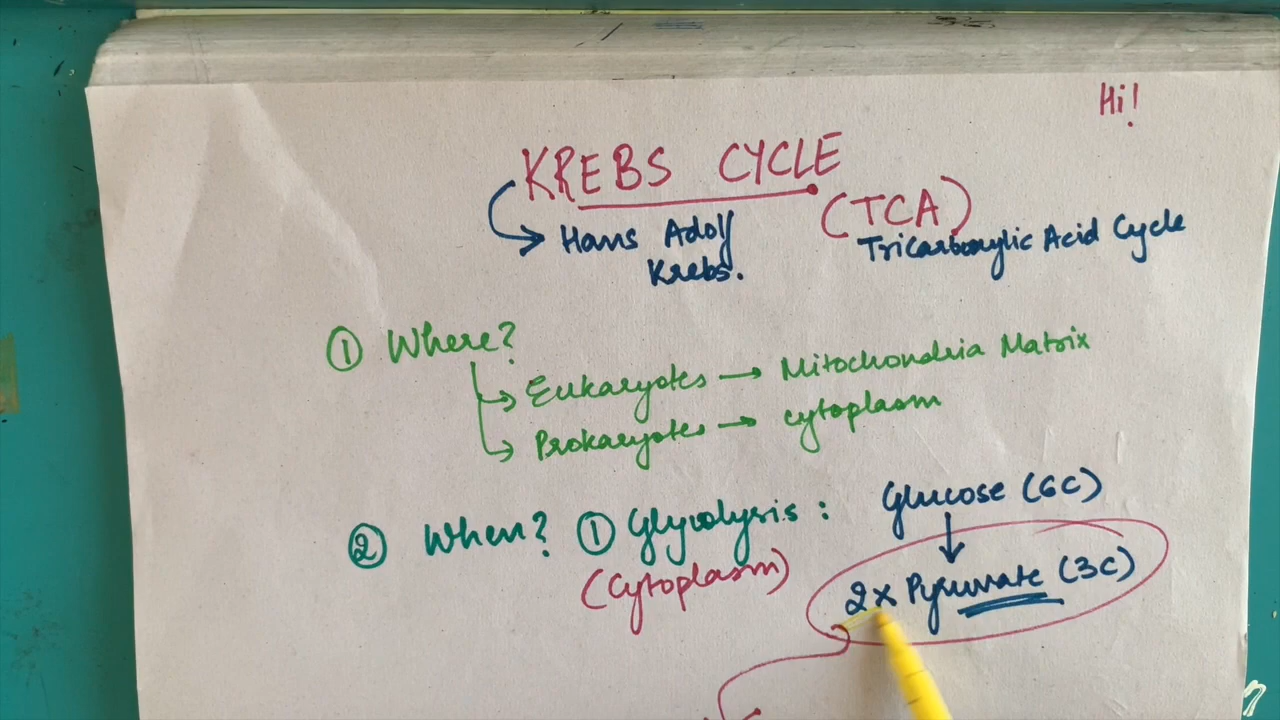 Hi!
KREBS CYCLE
(TCA)
Hans Adolf
Krebs.
Tricarboxylic Acid Cycle
① Where?
Eukaryotes → Mitochondria Matrix
Prokaryotes → cytoplasm
② When? ① Glycolysis : Glucose (6C)
(Cytoplasm)
2x Pyruvate (3C)